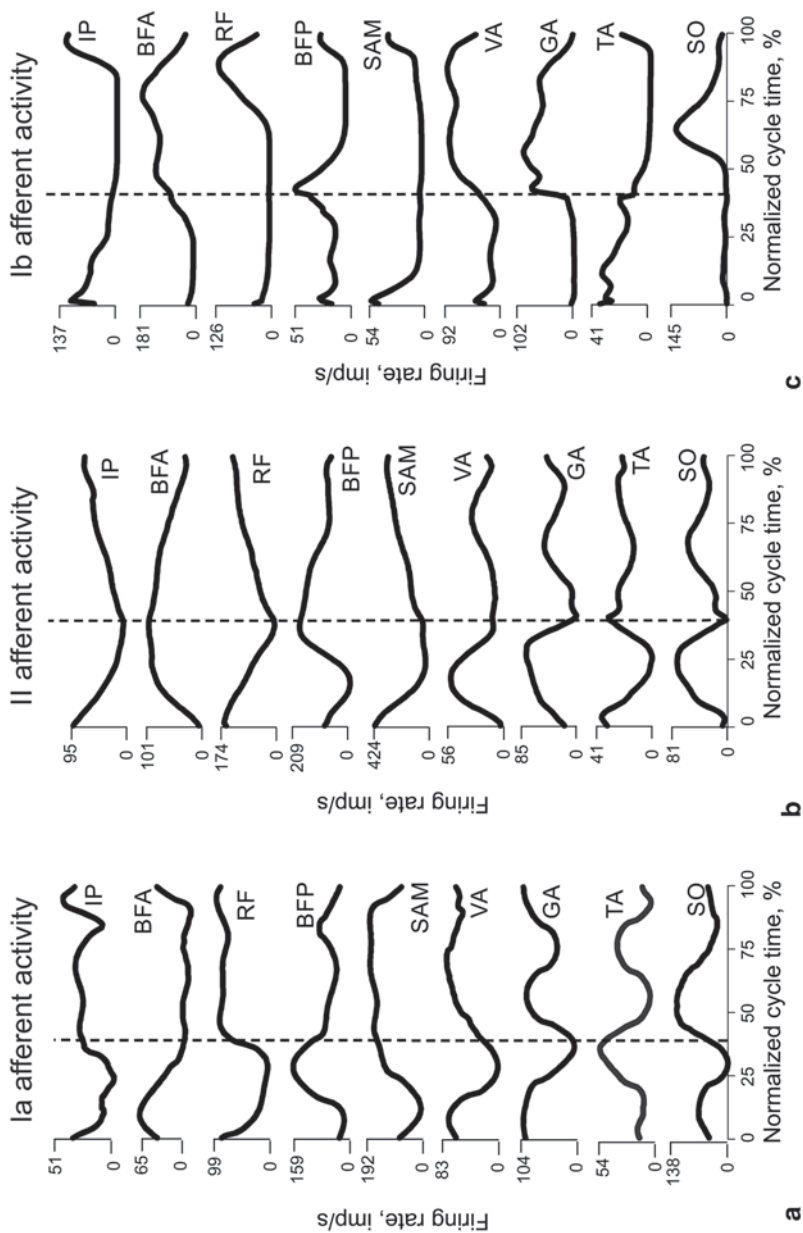 Ia afferent activity
Firing rate, imp/s
51
0
IP
65
0
BFA
99
0
RF
159
0
BFP
192
0
SAM
83
0
VA
104
0
GA
54
0
TA
138
0
SO
0 25 50 75 100
Normalized cycle time, %
a
II afferent activity
Firing rate, imp/s
95
0
IP
101
0
BFA
174
0
RF
209
0
BFP
424
0
SAM
56
0
VA
85
0
GA
41
0
TA
81
0
SO
0 25 50 75 100
Normalized cycle time, %
b
Ib afferent activity
Firing rate, imp/s
137
0
IP
181
0
BFA
126
0
RF
51
0
BFP
54
0
SAM
92
0
VA
102
0
GA
41
0
TA
145
0
SO
0 25 50 75 100
Normalized cycle time, %
c